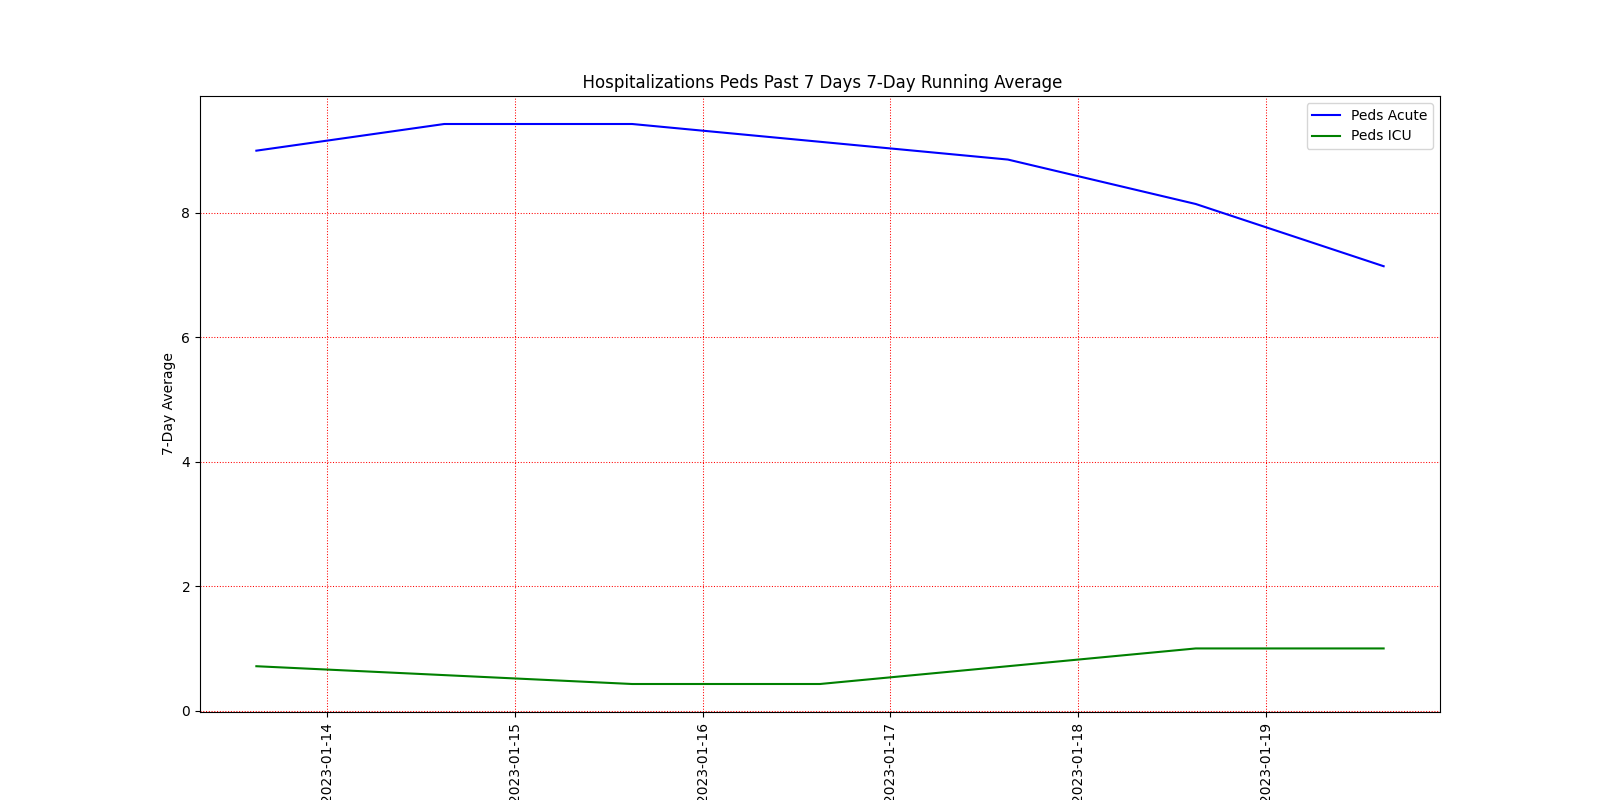 Hospitalizations Peds Past 7 Days 7-Day Running Average
Peds Acute
Peds ICU
7-Day Average
8
6
4
2
0
2023-01-14
2023-01-15
2023-01-16
2023-01-17
2023-01-18
2023-01-19